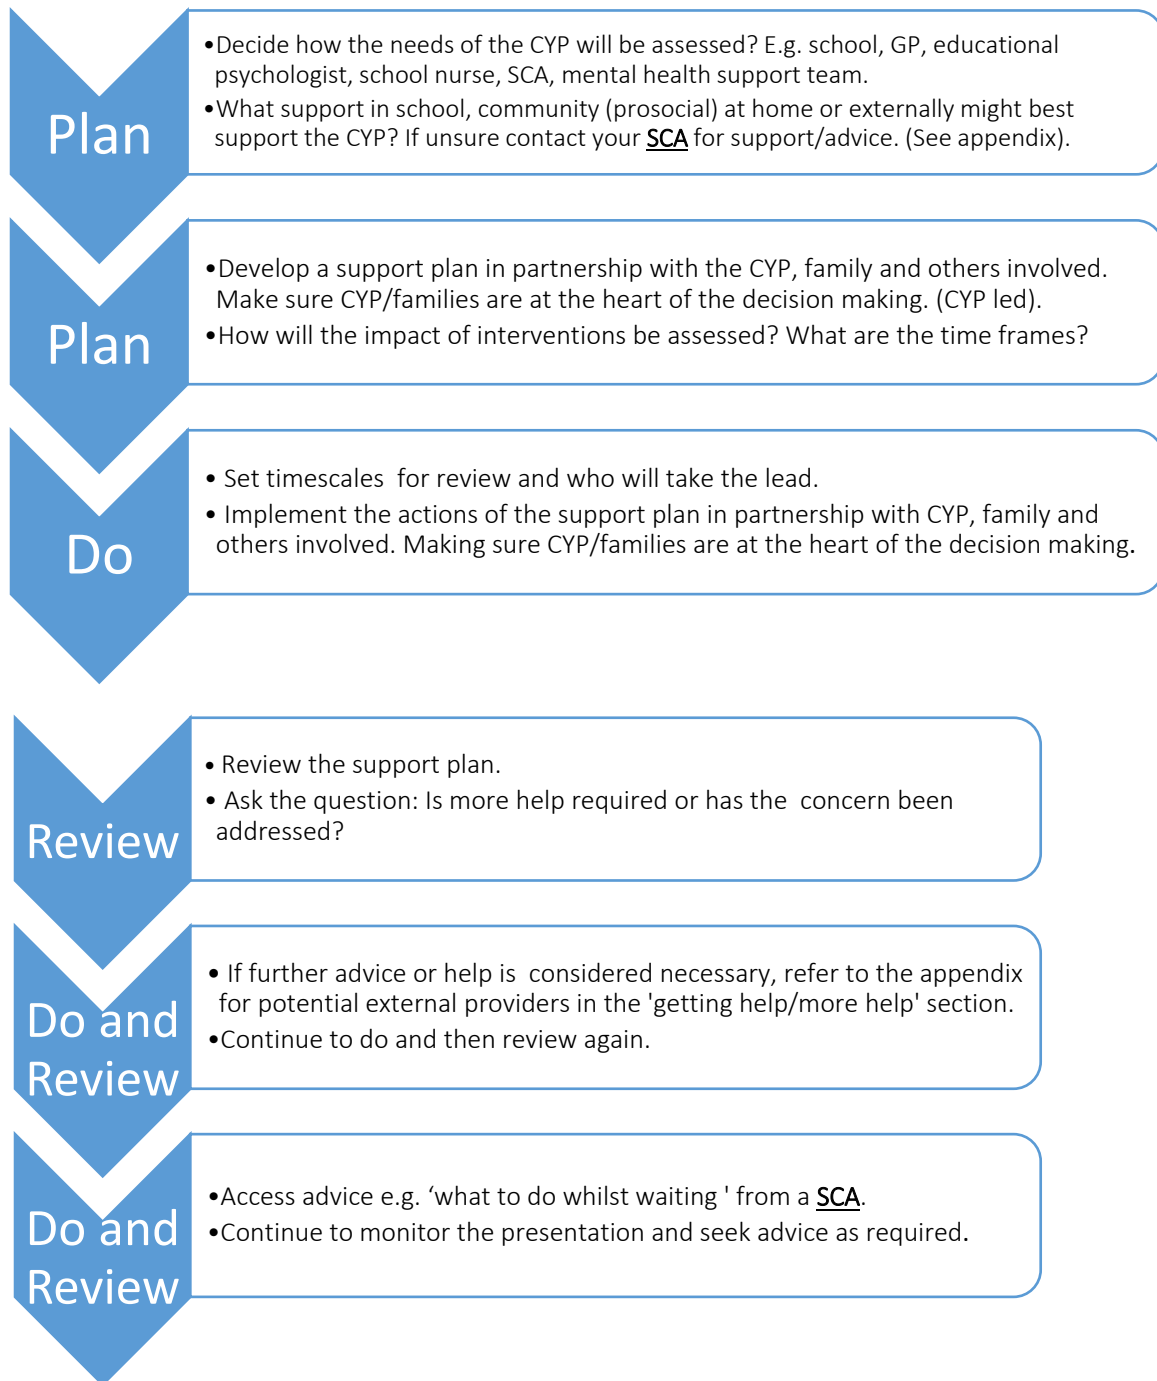 Plan
•Decide how the needs of the CYP will be assessed? E.g. school, GP, educational
psychologist, school nurse, SCA, mental health support team.
•What support in school, community (prosocial) at home or externally might best
support the CYP? If unsure contact your SCA for support/advice. (See appendix).
Plan
•Develop a support plan in partnership with the CYP, family and others involved.
Make sure CYP/families are at the heart of the decision making. (CYP led).
•How will the impact of interventions be assessed? What are the time frames?
Do
• Set timescales  for review and who will take the lead.
• Implement the actions of the support plan in partnership with CYP, family and
others involved. Making sure CYP/families are at the heart of the decision making.
Review
• Review the support plan.
• Ask the question: Is more help required or has the  concern been
addressed?
Do and
Review
• If further advice or help is  considered necessary, refer to the appendix
for potential external providers in the 'getting help/more help' section.
•Continue to do and then review again.
Do and
Review
•Access advice e.g. ‘what to do whilst waiting ' from a SCA.
•Continue to monitor the presentation and seek advice as required.